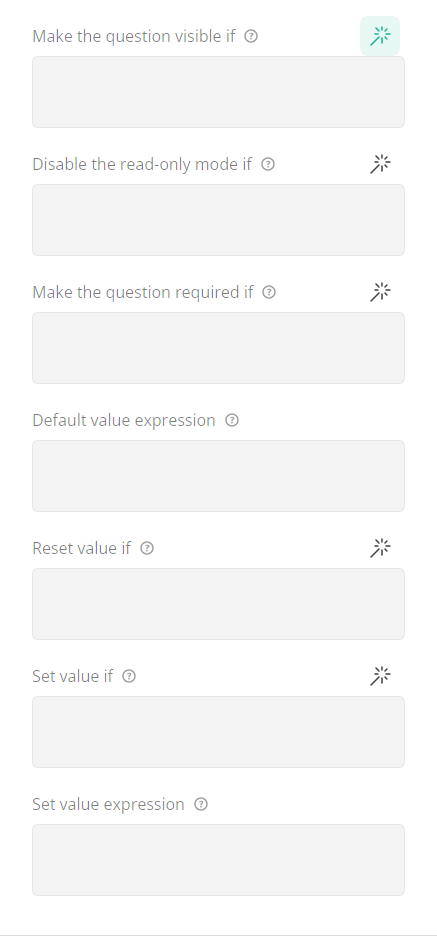 Make the question visible if
Disable the read-only mode if
Make the question required if
Default value expression
Reset value if
Set value if
Set value expression